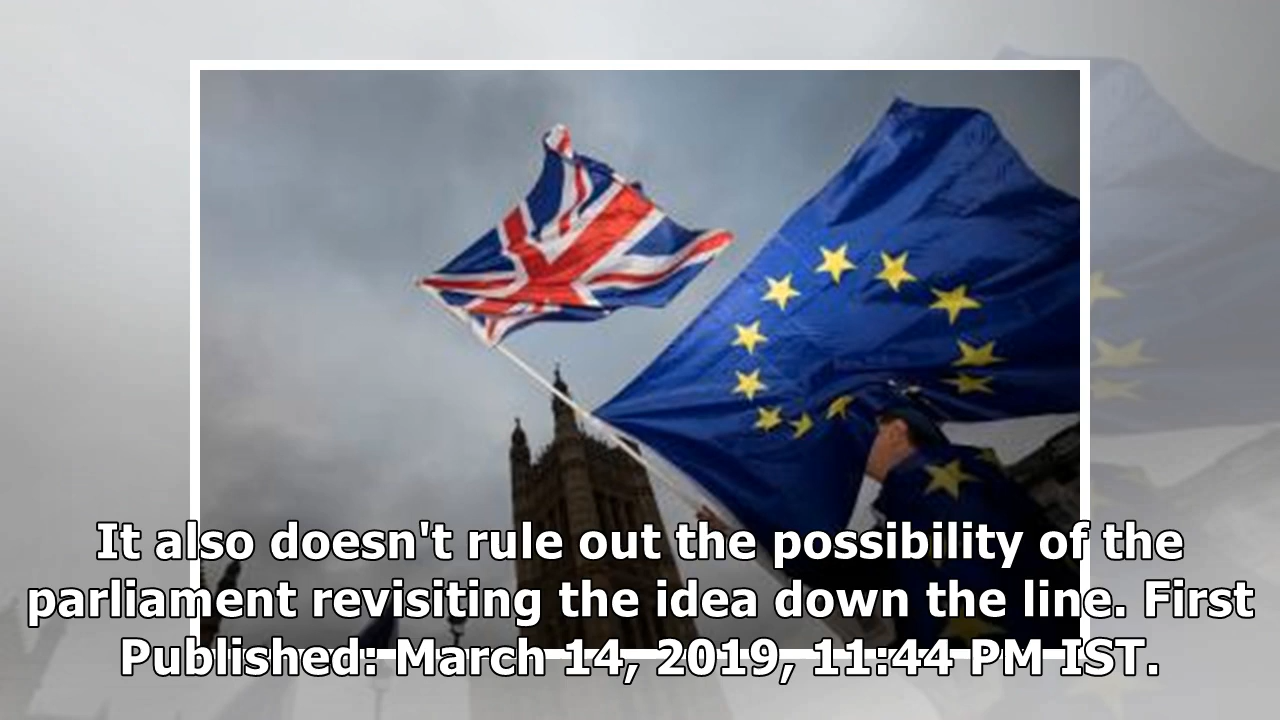 It also doesn't rule out the possibility of the
parliament revisiting the idea down the line. First
Published: March 14, 2019, 11:44 PM IST.